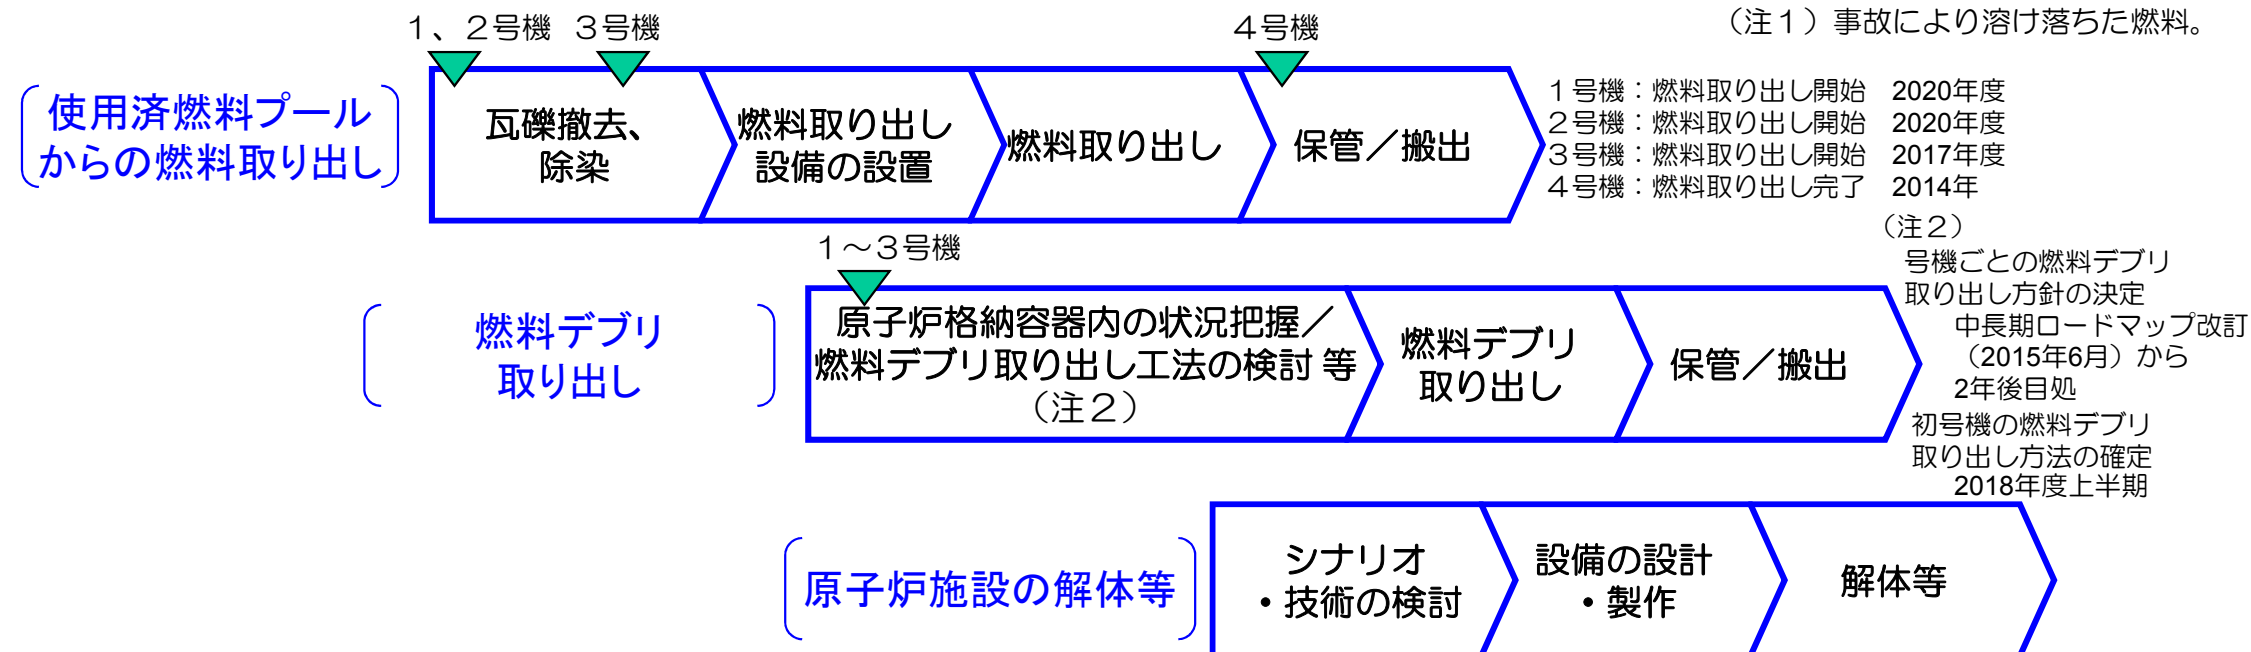 （注１）事故により溶け落ちた燃料。
１、２号機 ３号機
４号機
使用済燃料プール
からの燃料取り出し
瓦礫撤去、
除染
燃料取り出し
設備の設置
燃料取り出し
保管／搬出
１号機：燃料取り出し開始 2020年度
２号機：燃料取り出し開始 2020年度
３号機：燃料取り出し開始 2017年度
４号機：燃料取り出し完了 2014年
１～３号機
燃料デブリ
取り出し
原子炉格納容器内の状況把握／
燃料デブリ取り出し工法の検討 等
（注２）
燃料デブリ
取り出し
保管／搬出
（注２）
号機ごとの燃料デブリ
取り出し方針の決定
中長期ロードマップ改訂
（2015年6月）から
2年後目処
初号機の燃料デブリ
取り出し方法の確定
2018年度上半期
原子炉施設の解体等
シナリオ
・技術の検討
設備の設計
・製作
解体等